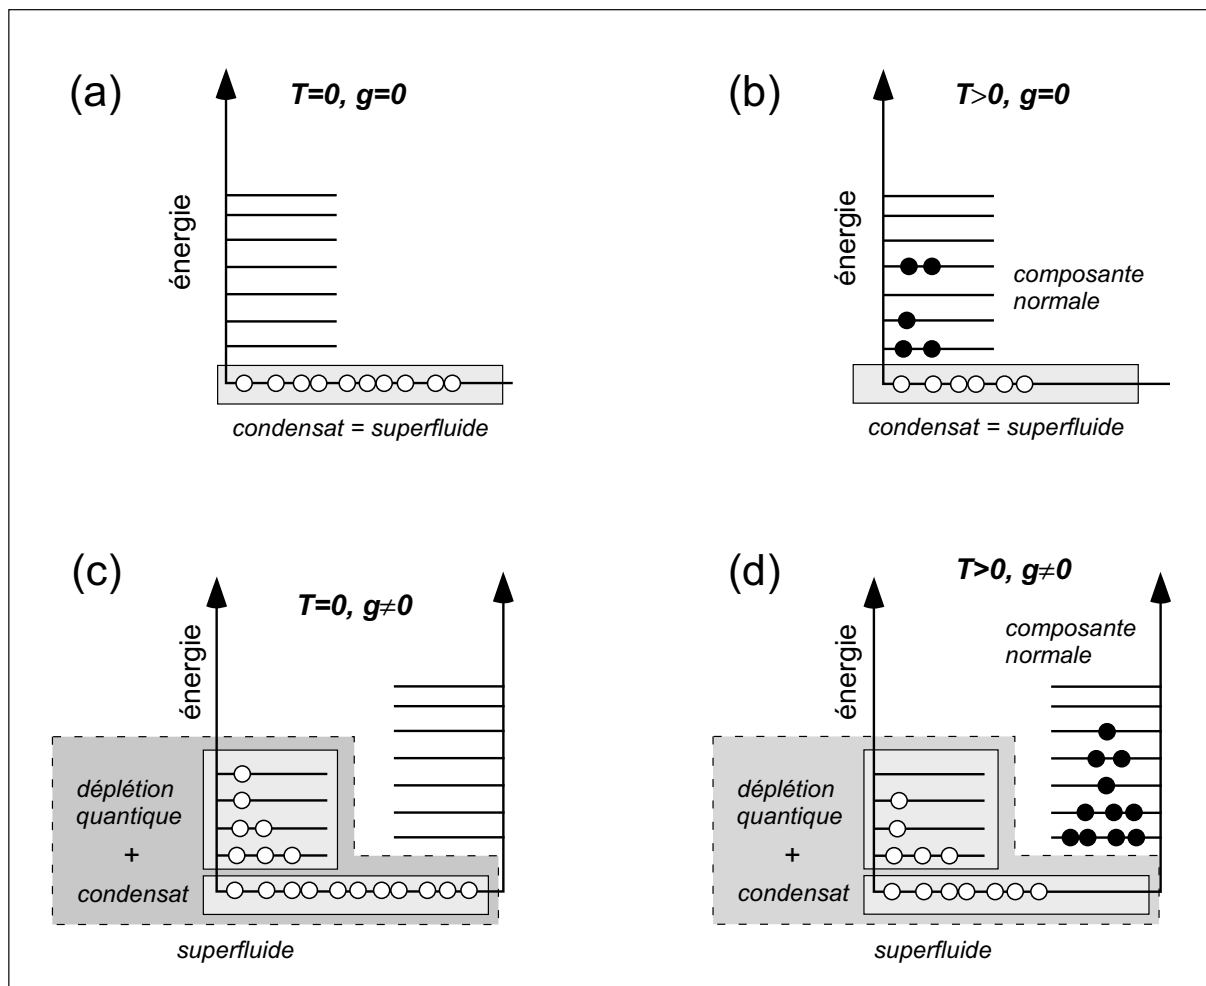 (a)
T=0, g=0
énergie
condensat = superfluide
(b)
T>0, g=0
énergie
composante
normale
condensat = superfluide
(c)
T=0, g≠0
énergie
déplétion
quantique
+
condensat
superfluide
(d)
T>0, g≠0
énergie
composante
normale
déplétion
quantique
+
condensat
superfluide